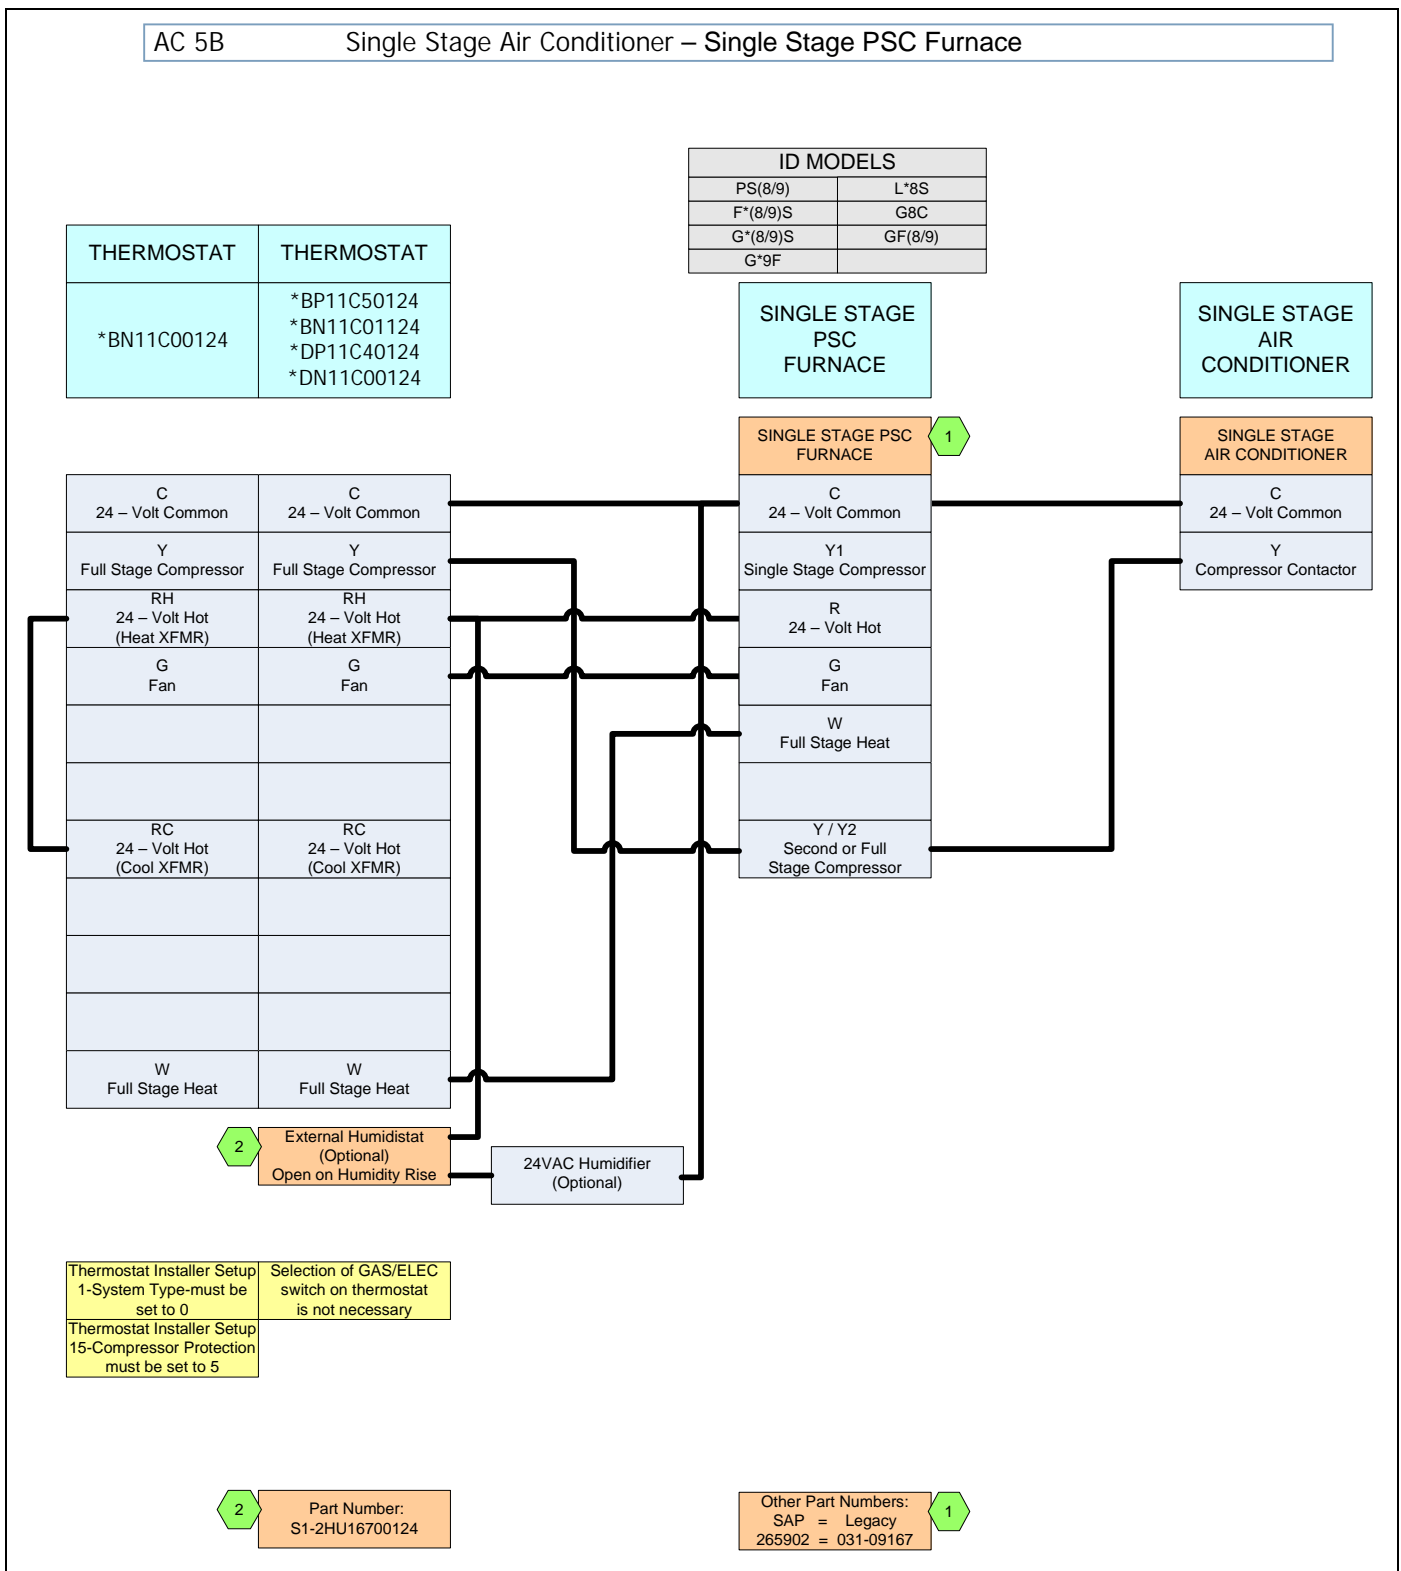 AC 5B Single Stage Air Conditioner – Single Stage PSC Furnace
ID MODELS
PS(8/9) L*8S
F*(8/9)S G8C
G*(8/9)S GF(8/9)
G*9F
THERMOSTAT
*BN11C00124
THERMOSTAT
*BP11C50124
*BN11C01124
*DP11C40124
*DN11C00124
SINGLE STAGE
PSC
FURNACE
SINGLE STAGE
AIR
CONDITIONER
SINGLE STAGE PSC
FURNACE
1
SINGLE STAGE
AIR CONDITIONER
C
24 – Volt Common
Y
Full Stage Compressor
RH
24 – Volt Hot
(Heat XFMR)
G
Fan
RC
24 – Volt Hot
(Cool XFMR)
W
Full Stage Heat
C
24 – Volt Common
Y
Full Stage Compressor
RH
24 – Volt Hot
(Heat XFMR)
G
Fan
RC
24 – Volt Hot
(Cool XFMR)
W
Full Stage Heat
C
24 – Volt Common
Y1
Single Stage Compressor
R
24 – Volt Hot
G
Fan
W
Full Stage Heat
Y / Y2
Second or Full
Stage Compressor
C
24 – Volt Common
Y
Compressor Contactor
2
External Humidistat
(Optional)
Open on Humidity Rise
24VAC Humidifier
(Optional)
Thermostat Installer Setup
1-System Type-must be
set to 0
Selection of GAS/ELEC
switch on thermostat
is not necessary
Thermostat Installer Setup
15-Compressor Protection
must be set to 5
2
Part Number:
S1-2HU16700124
Other Part Numbers:
SAP = Legacy
265902 = 031-09167
1